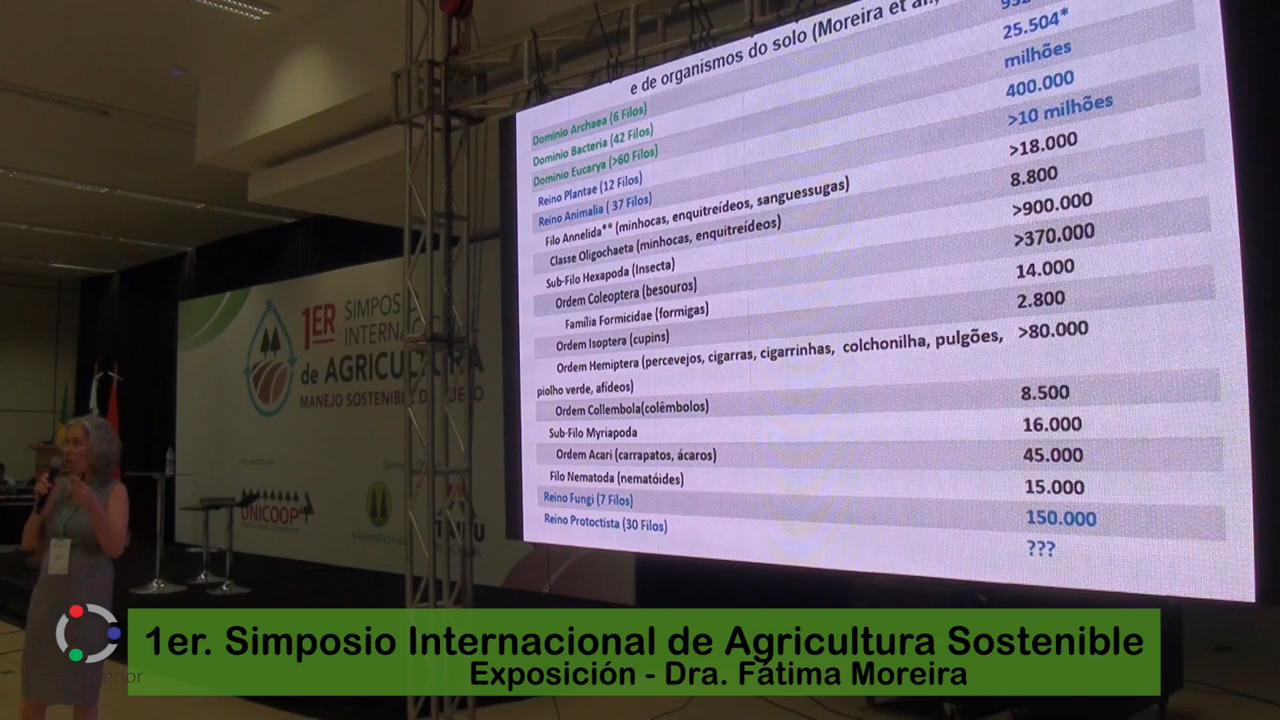 e de organismos do solo (Moreira et al.,
25.504*
Domínio Archaea (6 Filos)
milhões
Domínio Bacteria (42 Filos)
400.000
Domínio Eucarya (>60 Filos)
>10 milhões
Reino Plantae (12 Filos)
>18.000
Reino Animalia ( 37 Filos)
8.800
Filo Annelida** (minhocas, enquitreídeos, sanguessugas)
>900.000
Classe Oligochaeta (minhocas, enquitreídeos)
>370.000
Sub-Filo Hexapoda (Insecta)
14.000
Ordem Coleoptera (besouros)
2.800
Família Formicidae (formigas)
>80.000
Ordem Isoptera (cupins)
Ordem Hemiptera (percevejos, cigarras, cigarrinhas, colchonilha, pulgões,
piolho verde, afídeos)
8.500
Ordem Collembola(colêmbolos)
16.000
Sub-Filo Myriapoda
45.000
Ordem Acari (carrapatos, ácaros)
15.000
Filo Nematoda (nematóides)
150.000
Reino Fungi (7 Filos)
???
Reino Protoctista (30 Filos)
1ER SIMPOSIO
INTERNACIONAL
de AGRICULTURA
MANEJO SOSTENIBLE DEL SUELO
UNICOOP
1er. Simposio Internacional de Agricultura Sostenible
Exposición - Dra. Fátima Moreira